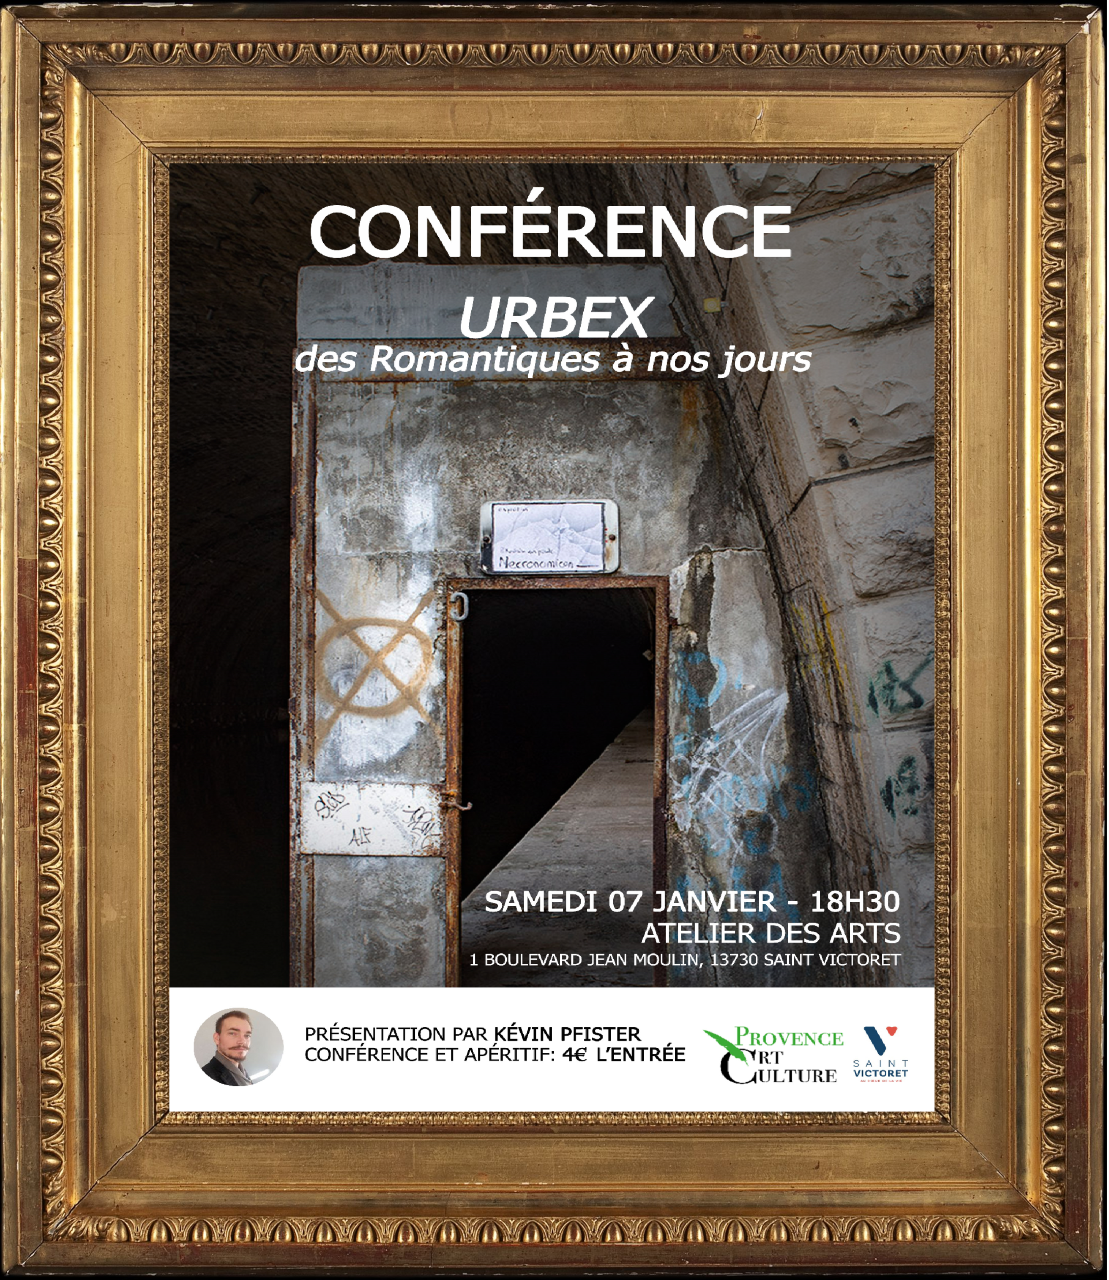 CONFÉRENCE
URBEX
des Romantiques à nos jours
Necronomicon
ALF
SAMEDI 07 JANVIER - 18H30
ATELIER DES ARTS
1 BOULEVARD JEAN MOULIN, 13730 SAINT VICTORET
PRÉSENTATION PAR KÉVIN PFISTER
CONFÉRENCE ET APÉRITIF: 4€ L'ENTRÉE
PROVENCE
ART
CULTURE
SAINT
VICTORET